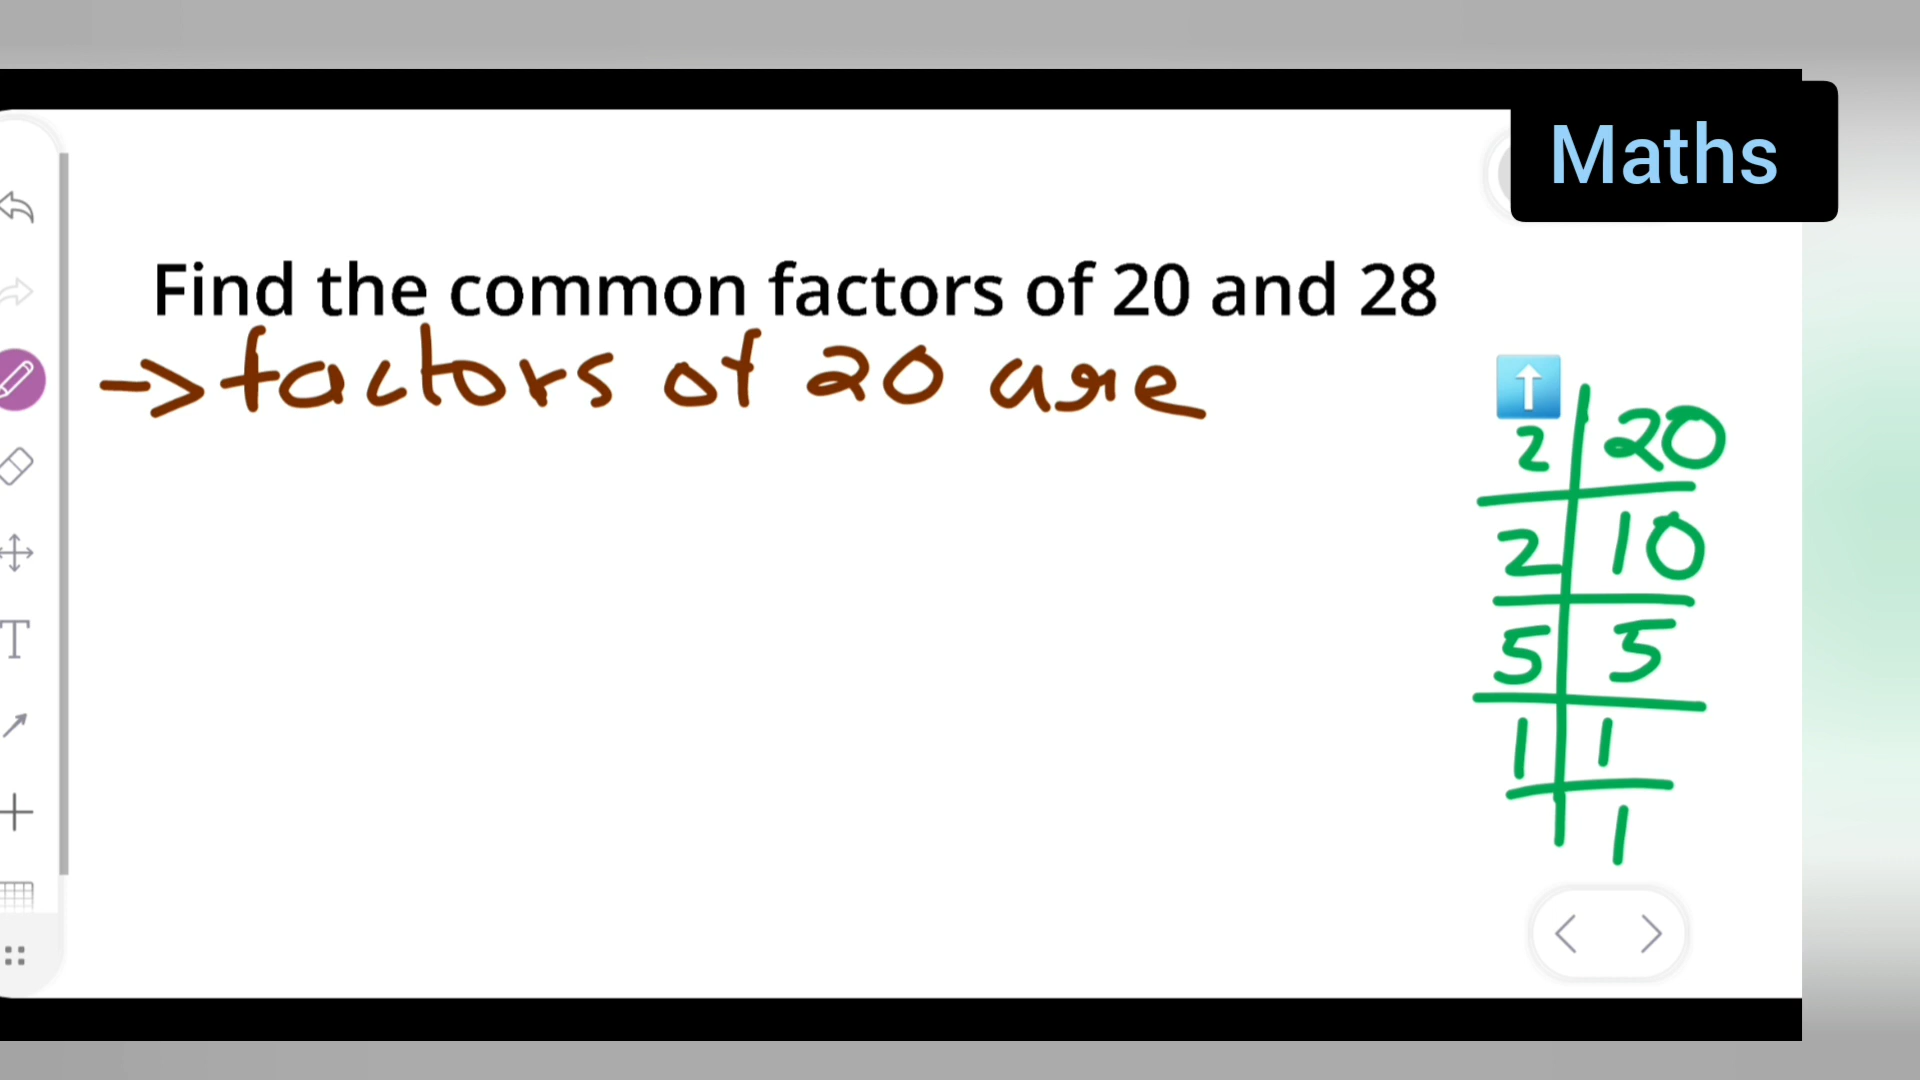 Maths
Find the common factors of 20 and 28
→ factors of 20 are
2 | 20
2 | 10
5 | 5
1 | 1
1